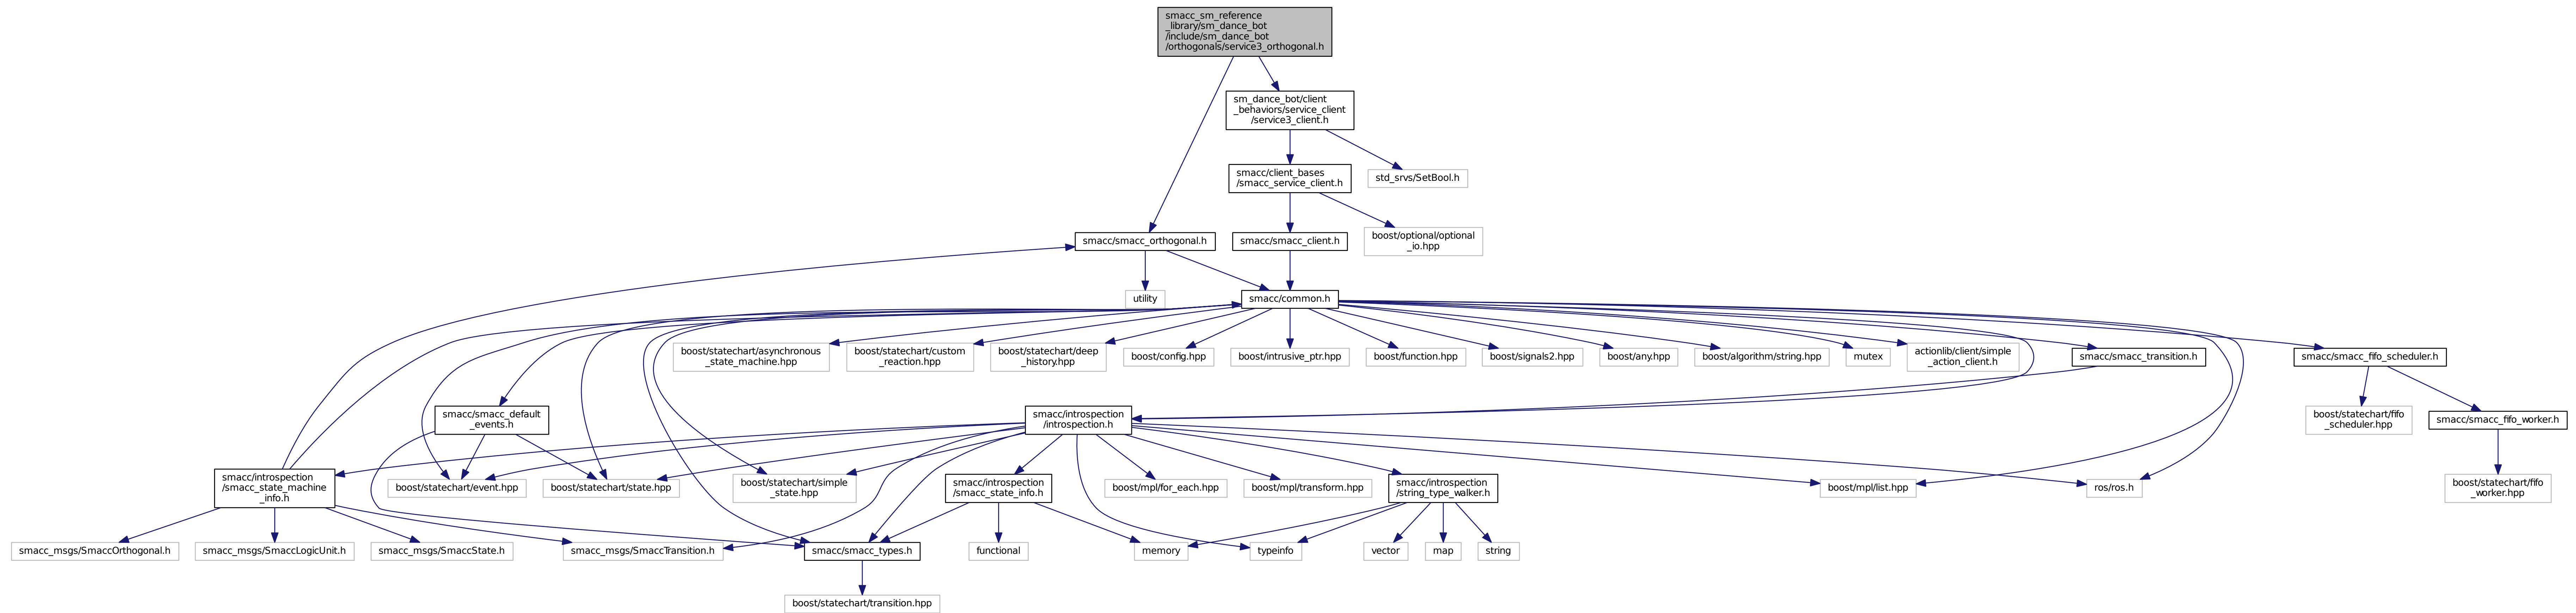 smacc_sm_reference
_library/sm_dance_bot
/include/sm_dance_bot
/orthogonals/service3_orthogonal.h
sm_dance_bot/client
_behaviors/service_client
/service3_client.h
smacc/client_bases
/smacc_service_client.h
std_srvs/SetBool.h
smacc/smacc_orthogonal.h
smacc/smacc_client.h
boost/optional/optional
_io.hpp
utility
smacc/common.h
boost/statechart/asynchronous
_state_machine.hpp
boost/statechart/custom
_reaction.hpp
boost/statechart/deep
_history.hpp
boost/config.hpp
boost/intrusive_ptr.hpp
boost/function.hpp
boost/signals2.hpp
boost/any.hpp
boost/algorithm/string.hpp
mutex
actionlib/client/simple
_action_client.h
smacc/smacc_transition.h
smacc/smacc_fifo_scheduler.h
smacc/smacc_default
_events.h
smacc/introspection
/introspection.h
boost/statechart/fifo
_scheduler.hpp
smacc/smacc_fifo_worker.h
smacc/introspection
/smacc_state_machine
_info.h
boost/statechart/event.hpp
boost/statechart/state.hpp
boost/statechart/simple
_state.hpp
smacc/introspection
/smacc_state_info.h
boost/mpl/for_each.hpp
boost/mpl/transform.hpp
smacc/introspection
/string_type_walker.h
boost/mpl/list.hpp
ros/ros.h
boost/statechart/fifo
_worker.hpp
smacc_msgs/SmaccOrthogonal.h
smacc_msgs/SmaccLogicUnit.h
smacc_msgs/SmaccState.h
smacc_msgs/SmaccTransition.h
smacc/smacc_types.h
functional
memory
typeinfo
vector
map
string
boost/statechart/transition.hpp